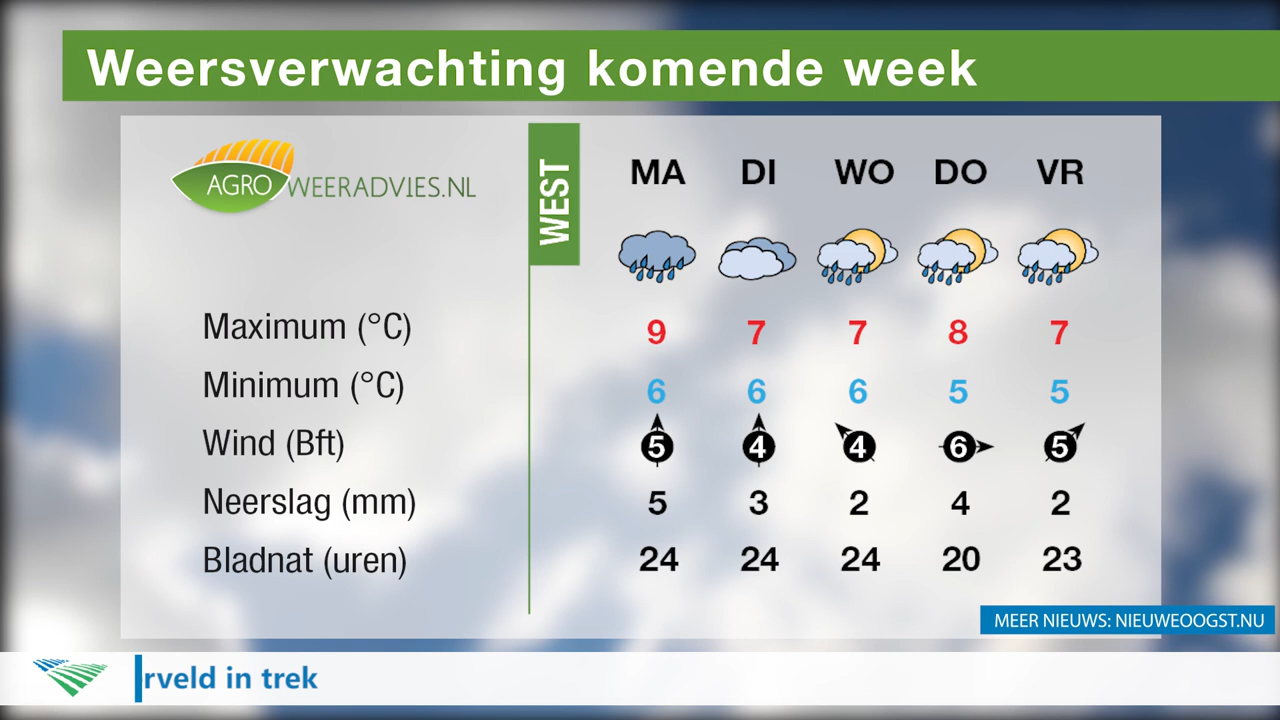 Weersverwachting komende week
AGRO WEERADVIES.NL
WEST
MA DI WO DO VR
Maximum (°C) 9 7 7 8 7
Minimum (°C) 6 6 6 5 5
Wind (Bft) 5 4 4 6 5
Neerslag (mm) 5 3 2 4 2
Bladnat (uren) 24 24 24 20 23
MEER NIEUWS: NIEUWEOOGST.NU
rveld in trek